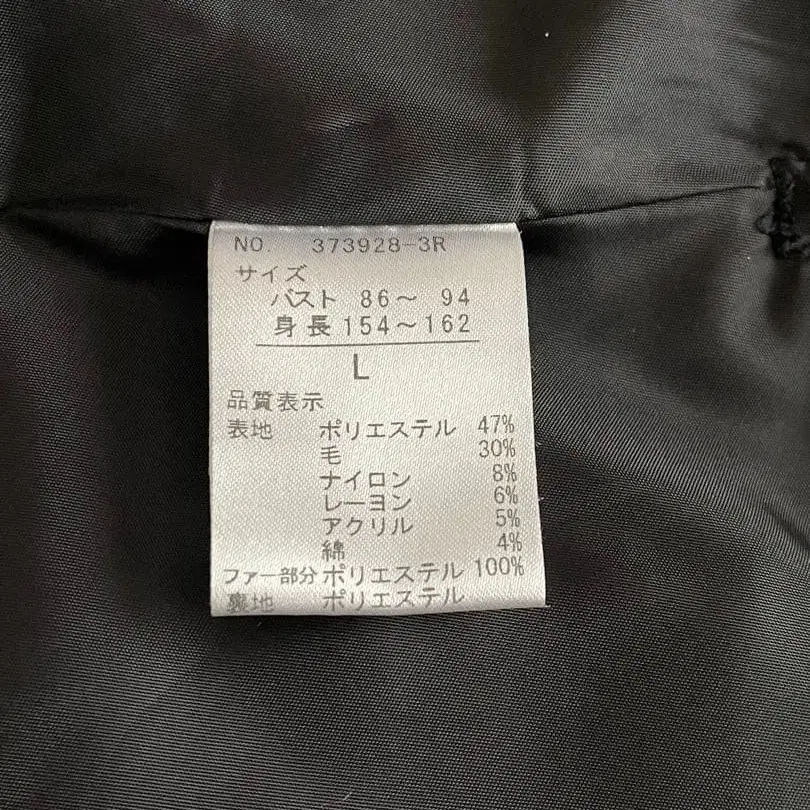 NO. 373928-3R
サイズ
バスト 86～ 94
身長 154～162
L
品質表示
表地 ポリエステル 47%
毛 30%
ナイロン 8%
レーヨン 6%
アクリル 5%
綿 4%
ファー部分 ポリエステル 100%
裏地 ポリエステル